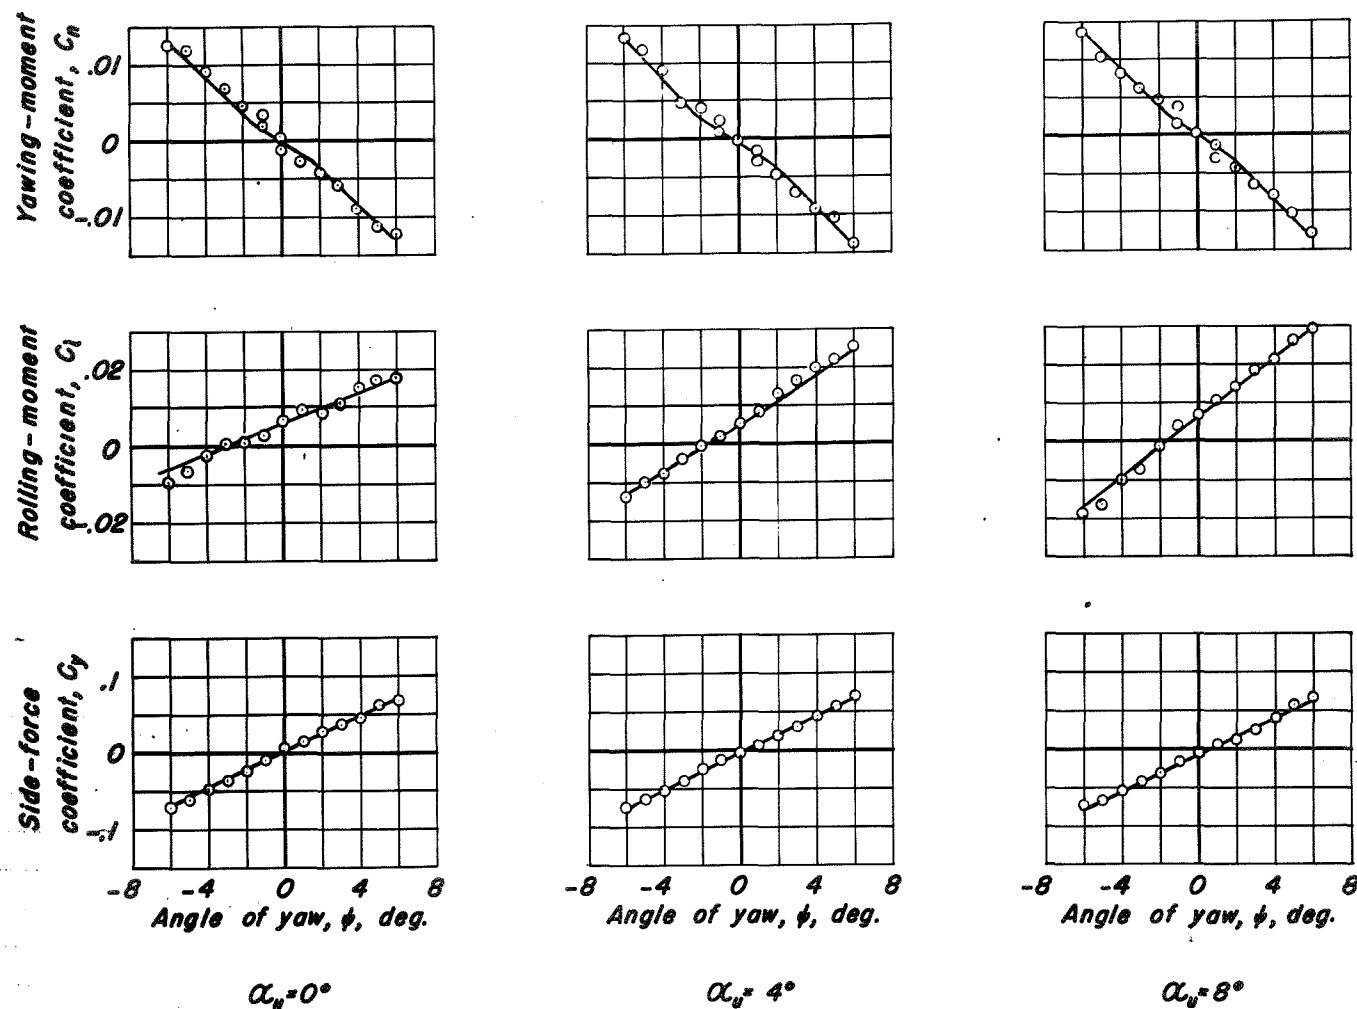 Yawing-moment
coefficient, Cn
.01
0
-.01
Rolling-moment
coefficient, Cl
.02
0
-.02
Side-force
coefficient, Cy
.1
0
-.1
-8 -4 0 4 8
-8 -4 0 4 8
-8 -4 0 4 8
Angle of yaw, ψ, deg.
Angle of yaw, ψ, deg.
Angle of yaw, ψ, deg.
αu=0°
αu=4°
αu=8°